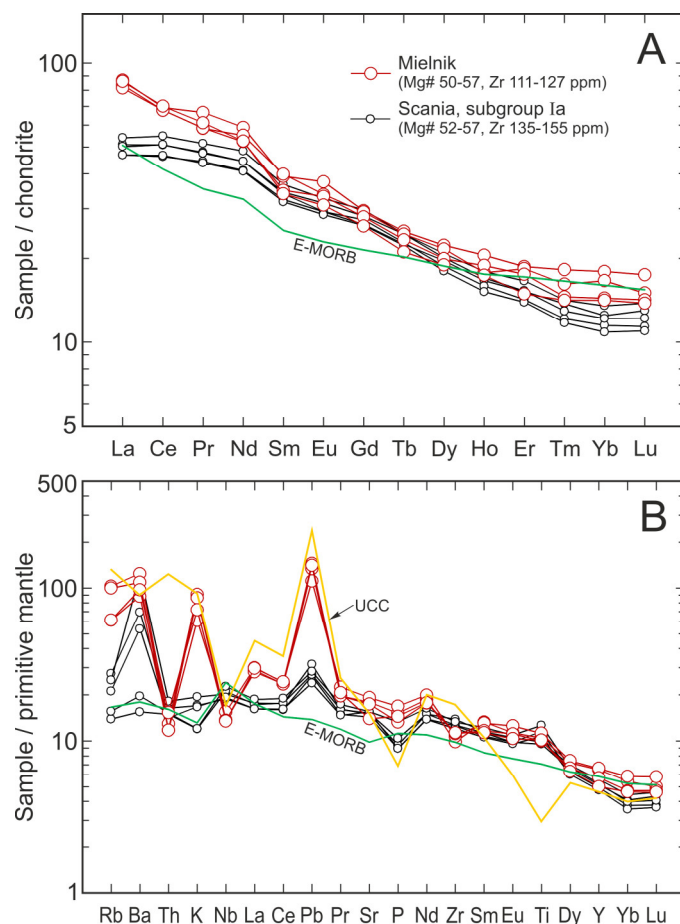 A
100
10
5
Sample / chondrite
Mielnik
(Mg# 50-57, Zr 111-127 ppm)
Scania, subgroup Ia
(Mg# 52-57, Zr 135-155 ppm)
E-MORB
La Ce Pr Nd Sm Eu Gd Tb Dy Ho Er Tm Yb Lu
B
500
100
10
1
Sample / primitive mantle
UCC
E-MORB
Rb Ba Th K Nb La Ce Pb Pr Sr P Nd Zr Sm Eu Ti Dy Y Yb Lu